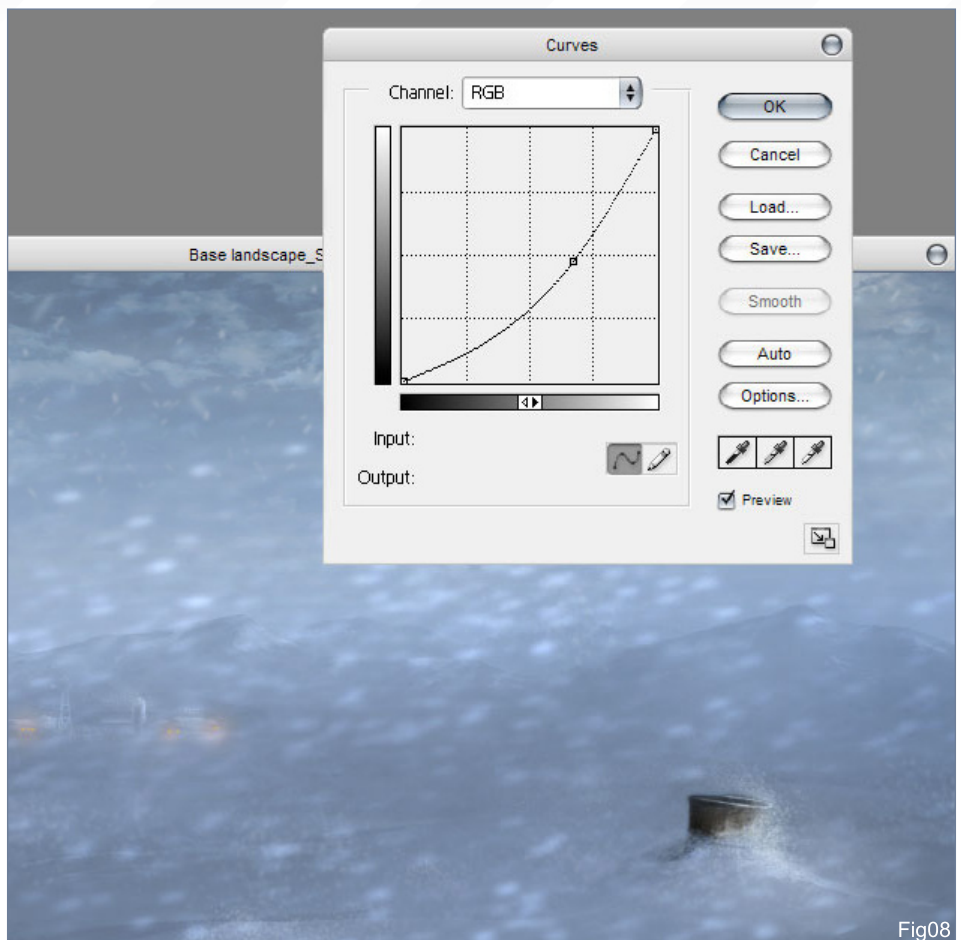 Curves
Channel: RGB
OK
Cancel
Load...
Save...
Base landscape_S
Smooth
Auto
Options...
Input:
Output:
Preview
Fig08